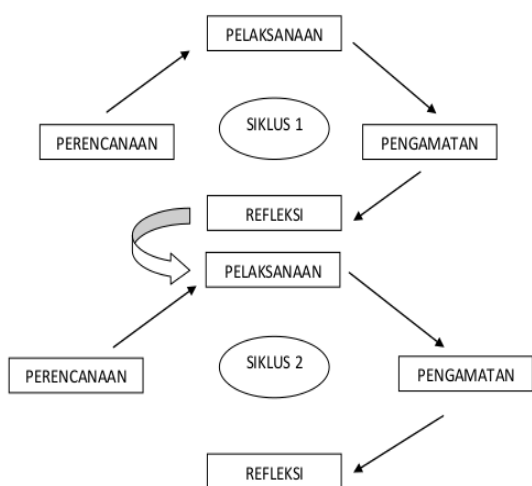 PELAKSANAAN
SIKLUS 1
PERENCANAAN
PENGAMATAN
REFLEKSI
PELAKSANAAN
SIKLUS 2
PERENCANAAN
PENGAMATAN
REFLEKSI